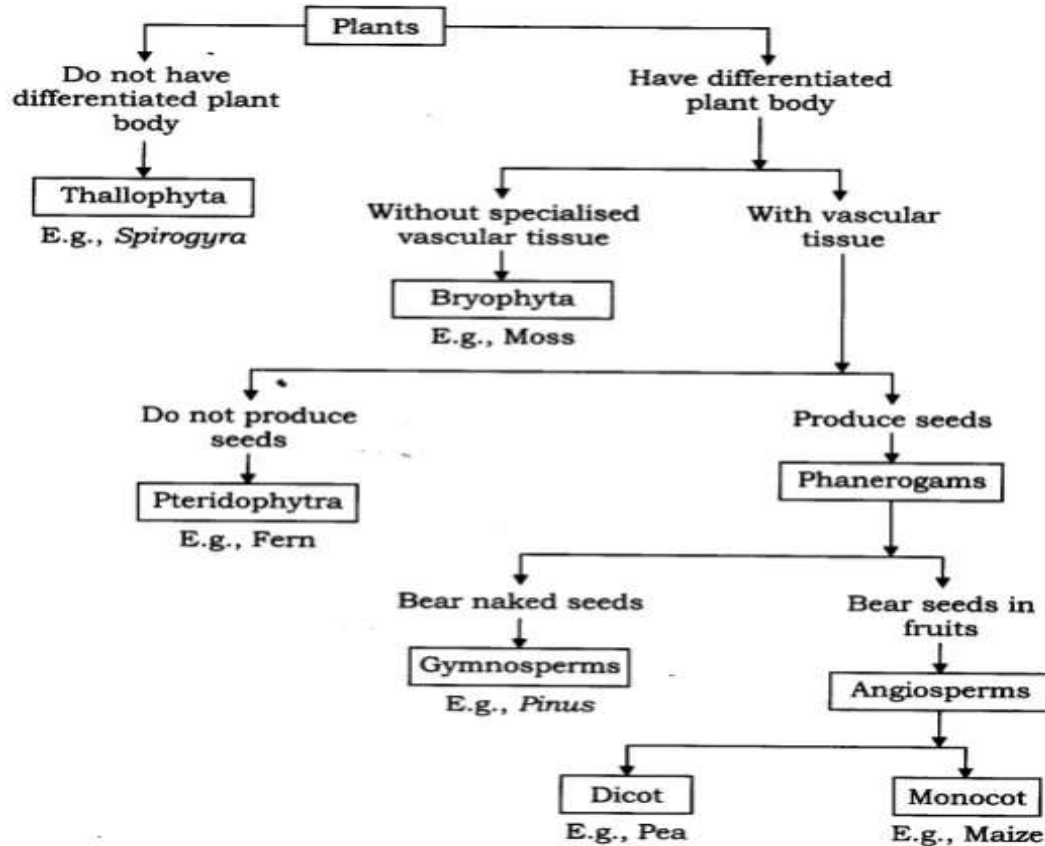 Plants
Do not have
differentiated plant
body
Have differentiated
plant body
Thallophyta
E.g., Spirogyra
Without specialised
vascular tissue
With vascular
tissue
Bryophyta
E.g., Moss
Do not produce
seeds
Produce seeds
Pteridophytra
E.g., Fern
Phanerogams
Bear naked seeds
Bear seeds in
fruits
Gymnosperms
E.g., Pinus
Angiosperms
Dicot
E.g., Pea
Monocot
E.g., Maize